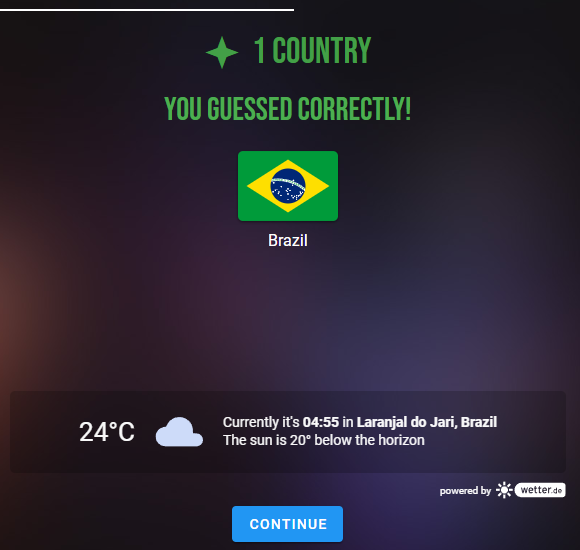 1 COUNTRY
YOU GUESSED CORRECTLY!
Brazil
24°C
Currently it's 04:55 in Laranjal do Jari, Brazil
The sun is 20° below the horizon
powered by wetter.de
CONTINUE